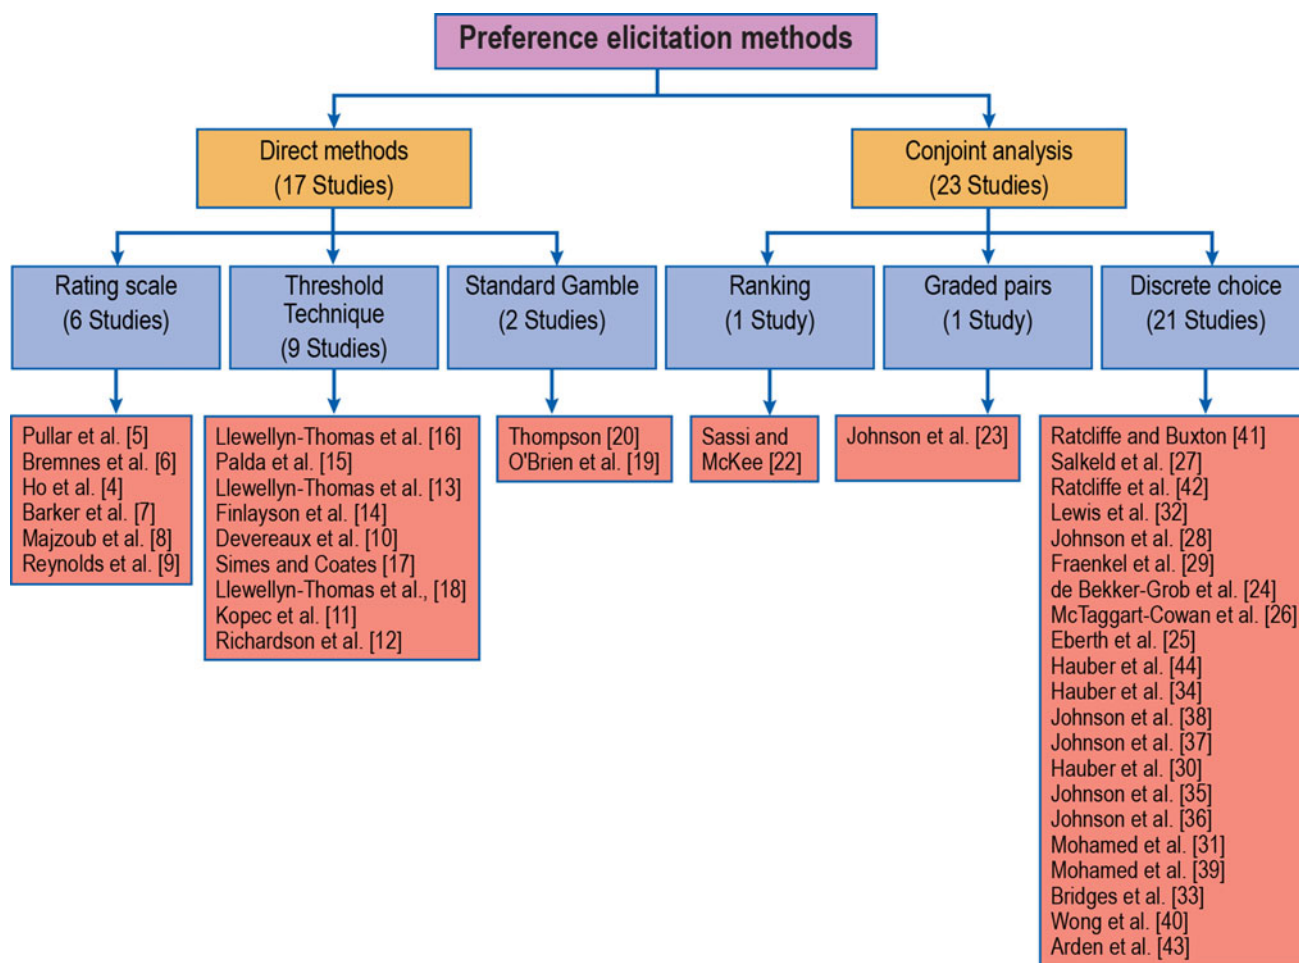 Preference elicitation methods
Direct methods
(17 Studies)
Conjoint analysis
(23 Studies)
Rating scale
(6 Studies)
Threshold
Technique
(9 Studies)
Standard Gamble
(2 Studies)
Ranking
(1 Study)
Graded pairs
(1 Study)
Discrete choice
(21 Studies)
Pullar et al. [5]
Bremnes et al. [6]
Ho et al. [4]
Barker et al. [7]
Majzoub et al. [8]
Reynolds et al. [9]
Llewellyn-Thomas et al. [16]
Palda et al. [15]
Llewellyn-Thomas et al. [13]
Finlayson et al. [14]
Devereaux et al. [10]
Simes and Coates [17]
Llewellyn-Thomas et al., [18]
Kopec et al. [11]
Richardson et al. [12]
Thompson [20]
O'Brien et al. [19]
Sassi and
McKee [22]
Johnson et al. [23]
Ratcliffe and Buxton [41]
Salkeld et al. [27]
Ratcliffe et al. [42]
Lewis et al. [32]
Johnson et al. [28]
Fraenkel et al. [29]
de Bekker-Grob et al. [24]
McTaggart-Cowan et al. [26]
Eberth et al. [25]
Hauber et al. [44]
Hauber et al. [34]
Johnson et al. [38]
Johnson et al. [37]
Hauber et al. [30]
Johnson et al. [35]
Johnson et al. [36]
Mohamed et al. [31]
Mohamed et al. [39]
Bridges et al. [33]
Wong et al. [40]
Arden et al. [43]